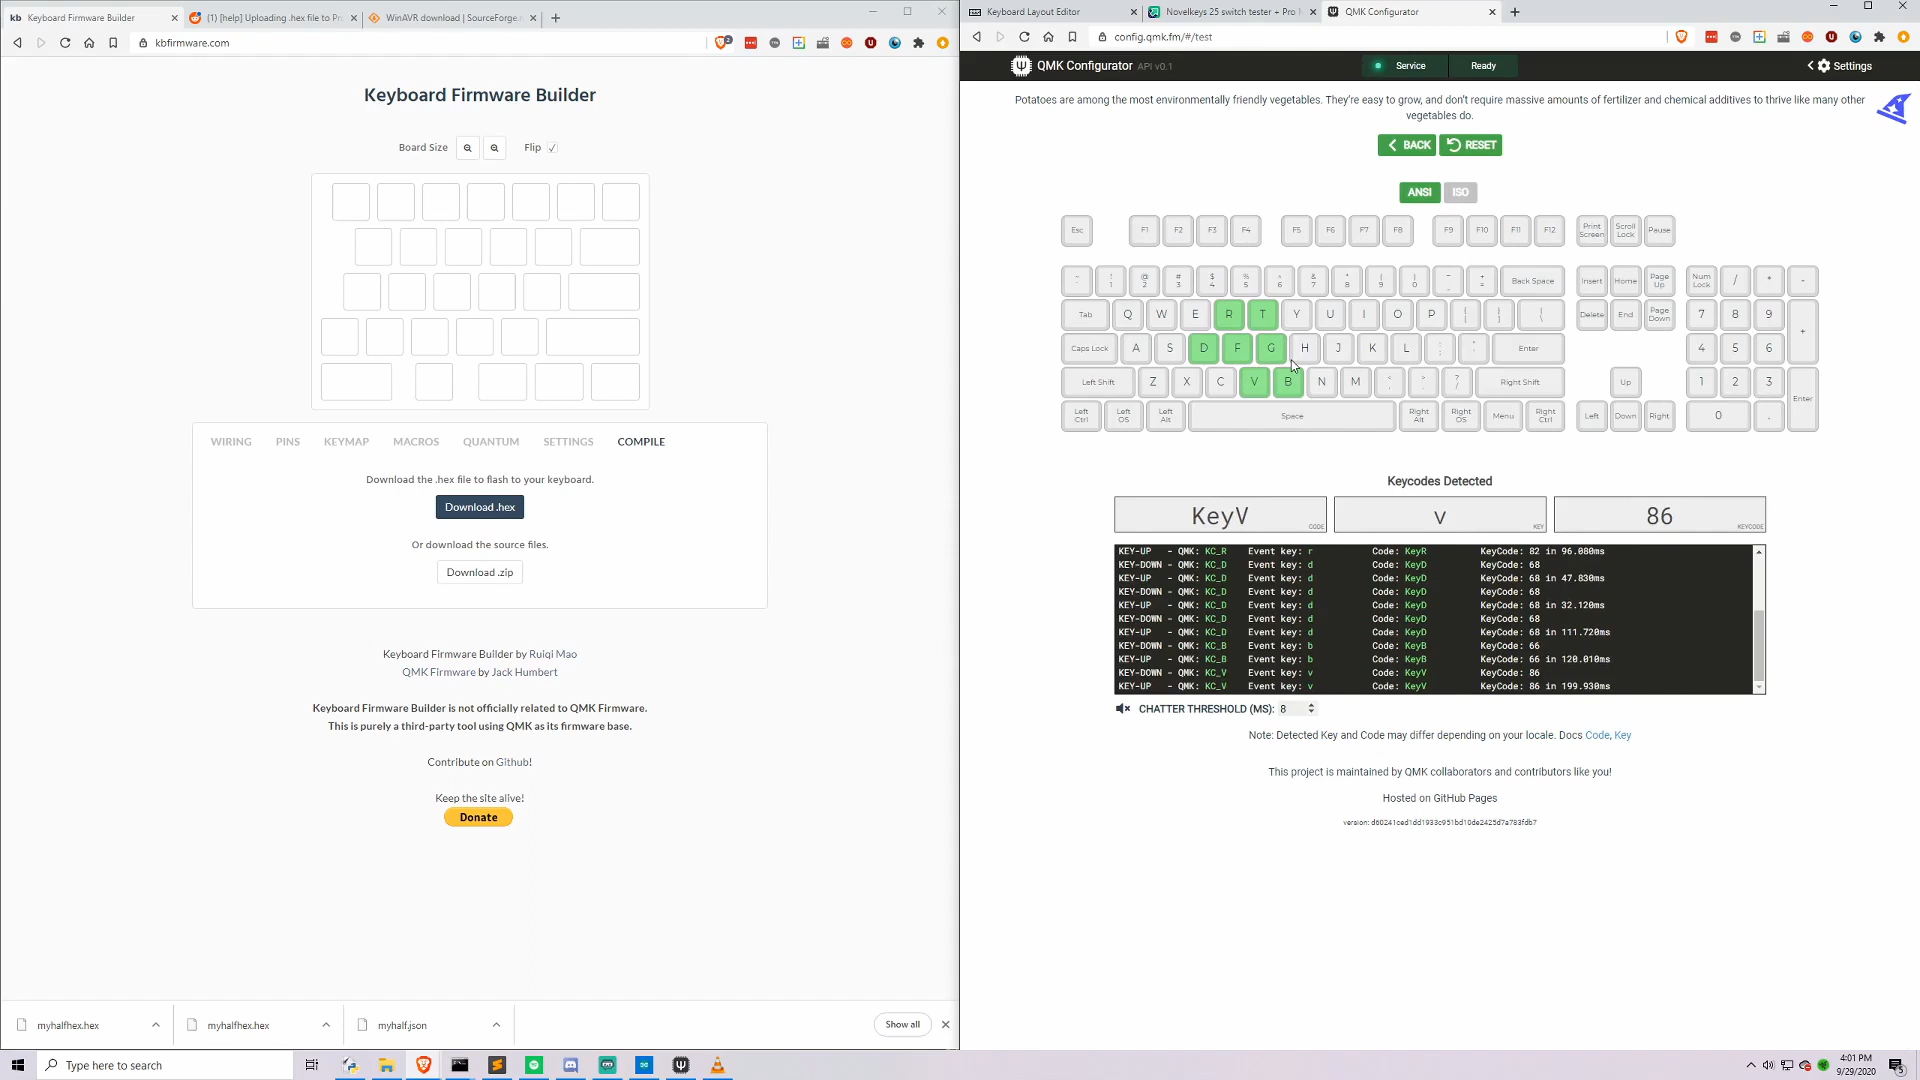 kb Keyboard Firmware Builder
(1) [help] Uploading .hex file to Pr
WinAVR download | SourceForge.n
kbfirmware.com
Keyboard Firmware Builder
Board Size
Flip
WIRING PINS KEYMAP MACROS QUANTUM SETTINGS COMPILE
Download the .hex file to flash to your keyboard.
Download .hex
Or download the source files.
Download .zip
Keyboard Firmware Builder by Ruiqi Mao
QMK Firmware by Jack Humbert
Keyboard Firmware Builder is not officially related to QMK Firmware.
This is purely a third-party tool using QMK as its firmware base.
Contribute on Github!
Keep the site alive!
Donate
myhalfhex.hex
myhalfhex.hex
myhalf.json
Show all
Keyboard Layout Editor
Novelkeys 25 switch tester + Pro
QMK Configurator
config.qmk.fm/#/test
QMK Configurator API v0.1
Service
Ready
Settings
Potatoes are among the most environmentally friendly vegetables. They're easy to grow, and don't require massive amounts of fertilizer and chemical additives to thrive like many other
vegetables do.
BACK
RESET
ANSI
ISO
Esc F1 F2 F3 F4 F5 F6 F7 F8 F9 F10 F11 F12 Print Screen Scroll Lock Pause
~ ` ! 1 @ 2 # 3 $ 4 % 5 ^ 6 & 7 * 8 ( 9 ) 0 _ - + = Back Space Insert Home Page Up Num Lock / * -
Tab Q W E R T Y U I O P { [ } ] | \ Delete End Page Down 7 8 9 +
Caps Lock A S D F G H J K L : ; " ' Enter 4 5 6
Left Shift Z X C V B N M < , > . ? / Right Shift Up 1 2 3 Enter
Left Ctrl Left OS Left Alt Space Right Alt Right OS Menu Right Ctrl Left Down Right 0 .
Keycodes Detected
KeyV CODE
v KEY
86 KEYCODE
KEY-UP - QMK: KC_R Event key: r Code: KeyR KeyCode: 82 in 96.080ms
KEY-DOWN - QMK: KC_D Event key: d Code: KeyD KeyCode: 68
KEY-UP - QMK: KC_D Event key: d Code: KeyD KeyCode: 68 in 47.830ms
KEY-DOWN - QMK: KC_D Event key: d Code: KeyD KeyCode: 68
KEY-UP - QMK: KC_D Event key: d Code: KeyD KeyCode: 68 in 32.120ms
KEY-DOWN - QMK: KC_D Event key: d Code: KeyD KeyCode: 68
KEY-UP - QMK: KC_D Event key: d Code: KeyD KeyCode: 68 in 111.720ms
KEY-DOWN - QMK: KC_B Event key: b Code: KeyB KeyCode: 66
KEY-UP - QMK: KC_B Event key: b Code: KeyB KeyCode: 66 in 120.010ms
KEY-DOWN - QMK: KC_V Event key: v Code: KeyV KeyCode: 86
KEY-UP - QMK: KC_V Event key: v Code: KeyV KeyCode: 86 in 199.930ms
CHATTER THRESHOLD (MS): 8
Note: Detected Key and Code may differ depending on your locale. Docs Code, Key
This project is maintained by QMK collaborators and contributors like you!
Hosted on GitHub Pages
version: d60241ced1dd1933c951bd10de2425d7a783fdb7
Type here to search
4:01 PM
9/29/2020